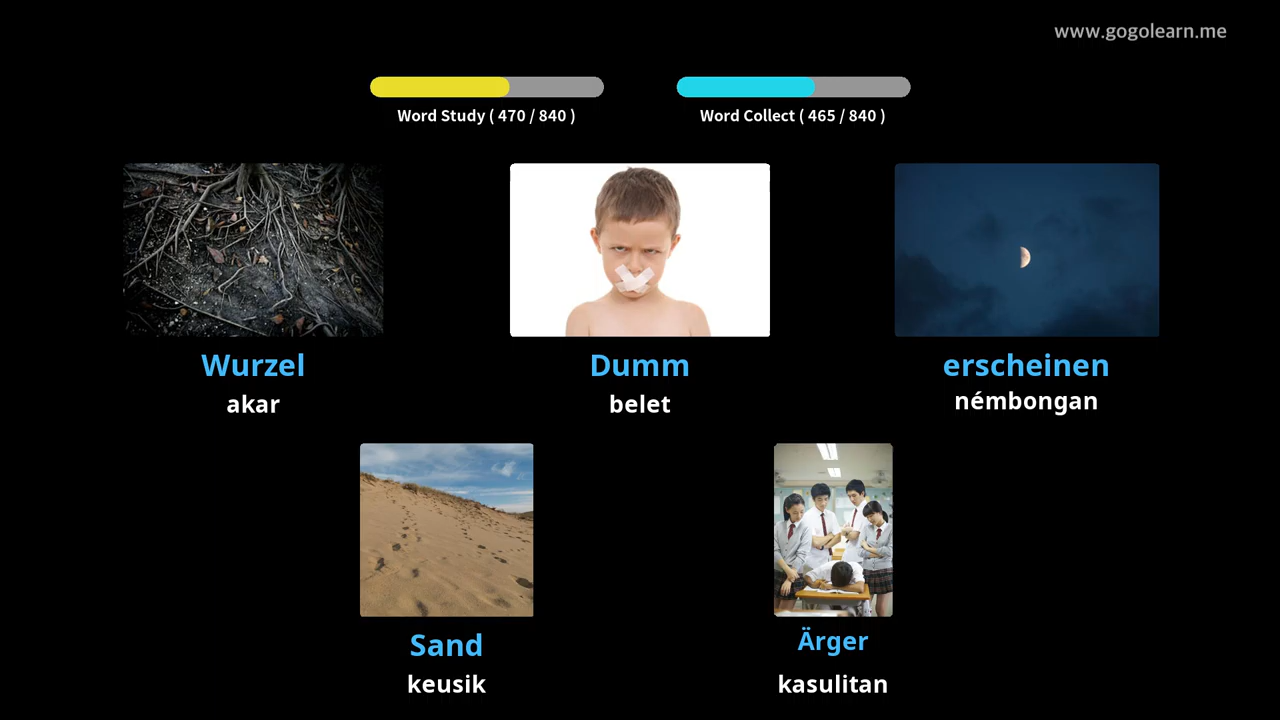 www.gogolearn.me
Word Study ( 470 / 840 )
Word Collect ( 465 / 840 )
Wurzel
akar
Dumm
belet
erscheinen
némbongan
Sand
keusik
Ärger
kasulitan